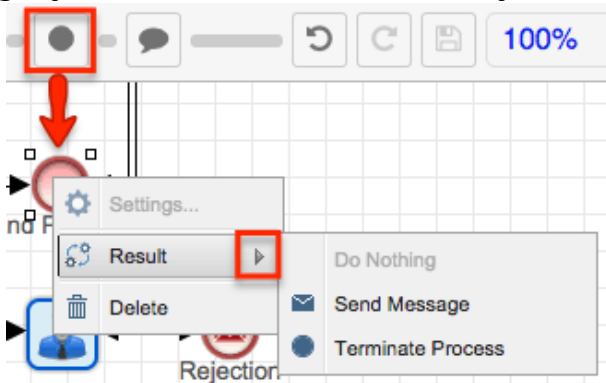 100%
Settings...
nd
Result
Do Nothing
Delete
Send Message
Terminate Process
Rejection